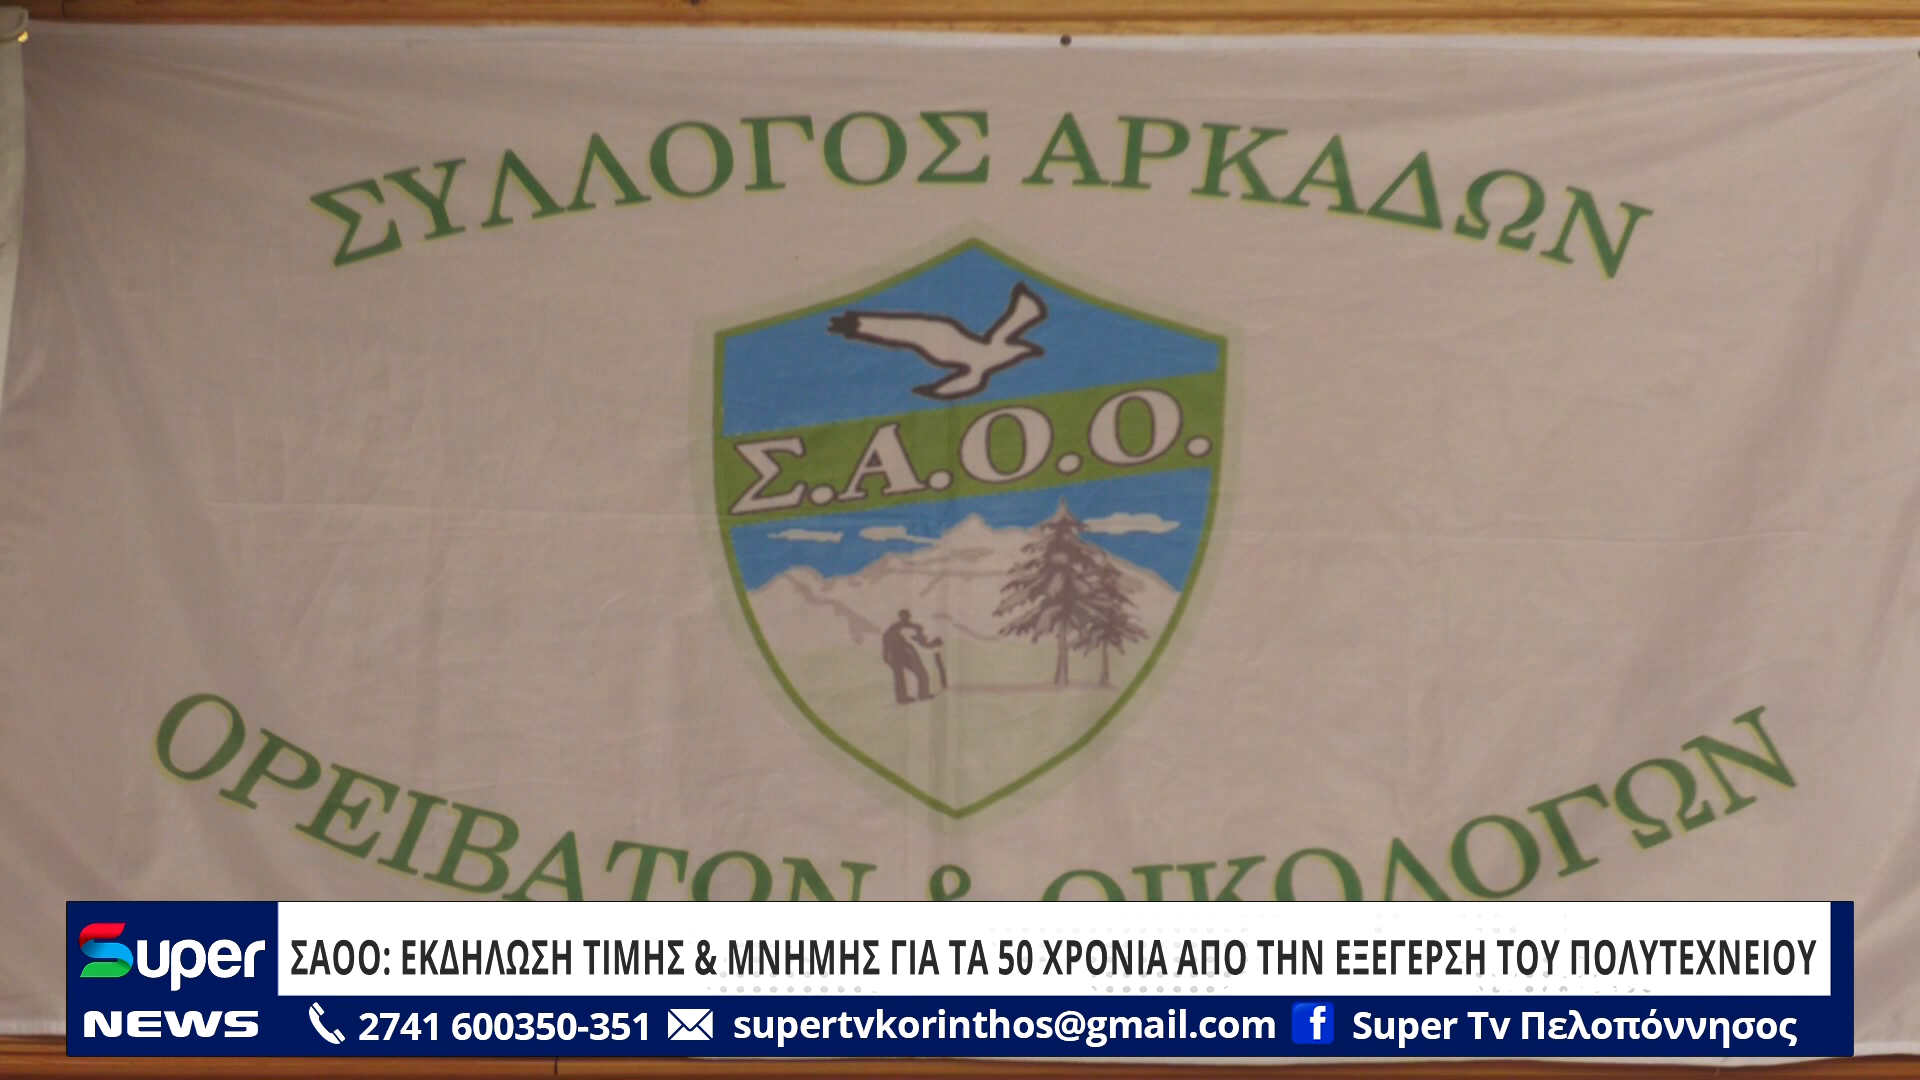 ΣΥΛΛΟΓΟΣ ΑΡΚΑΔΩΝ
Σ.Α.Ο.Ο.
ΟΡΕΙΒΑΤΩΝ & ΟΙΚΟΛΟΓΩΝ
Super
NEWS
ΣΑΟΟ: ΕΚΔΗΛΩΣΗ ΤΙΜΗΣ & ΜΝΗΜΗΣ ΓΙΑ ΤΑ 50 ΧΡΟΝΙΑ ΑΠΟ ΤΗΝ ΕΞΕΓΕΡΣΗ ΤΟΥ ΠΟΛΥΤΕΧΝΕΙΟΥ
2741 600350-351 supertvkorinthos@gmail.com f Super Tv Πελοπόννησος